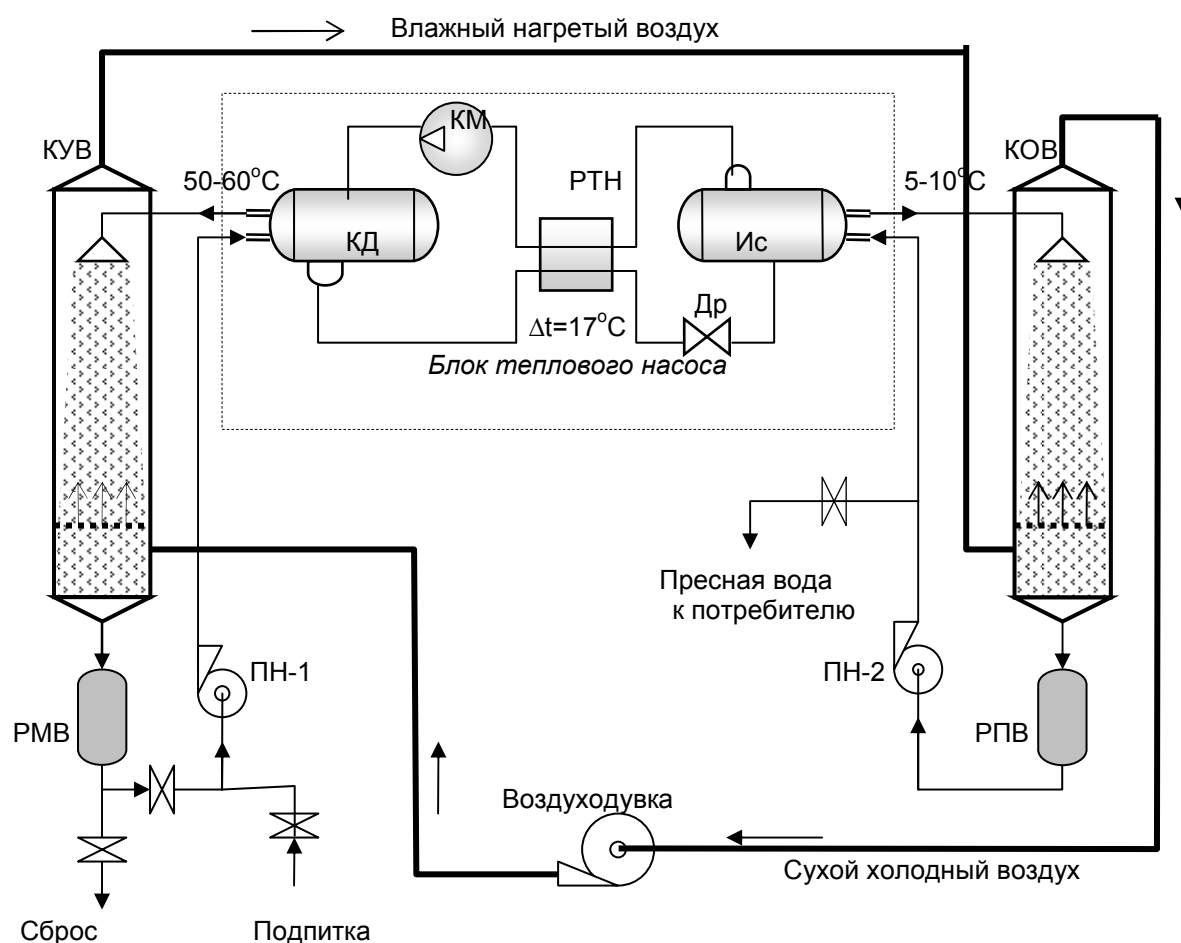 Влажный нагретый воздух
КМ
КУВ
КОВ
50-60°C
РТН
5-10°C
КД
Ис
Др
Δt=17°C
Блок теплового насоса
Пресная вода
к потребителю
ПН-1
ПН-2
РМВ
РПВ
Воздуходувка
Сухой холодный воздух
Сброс
Подпитка